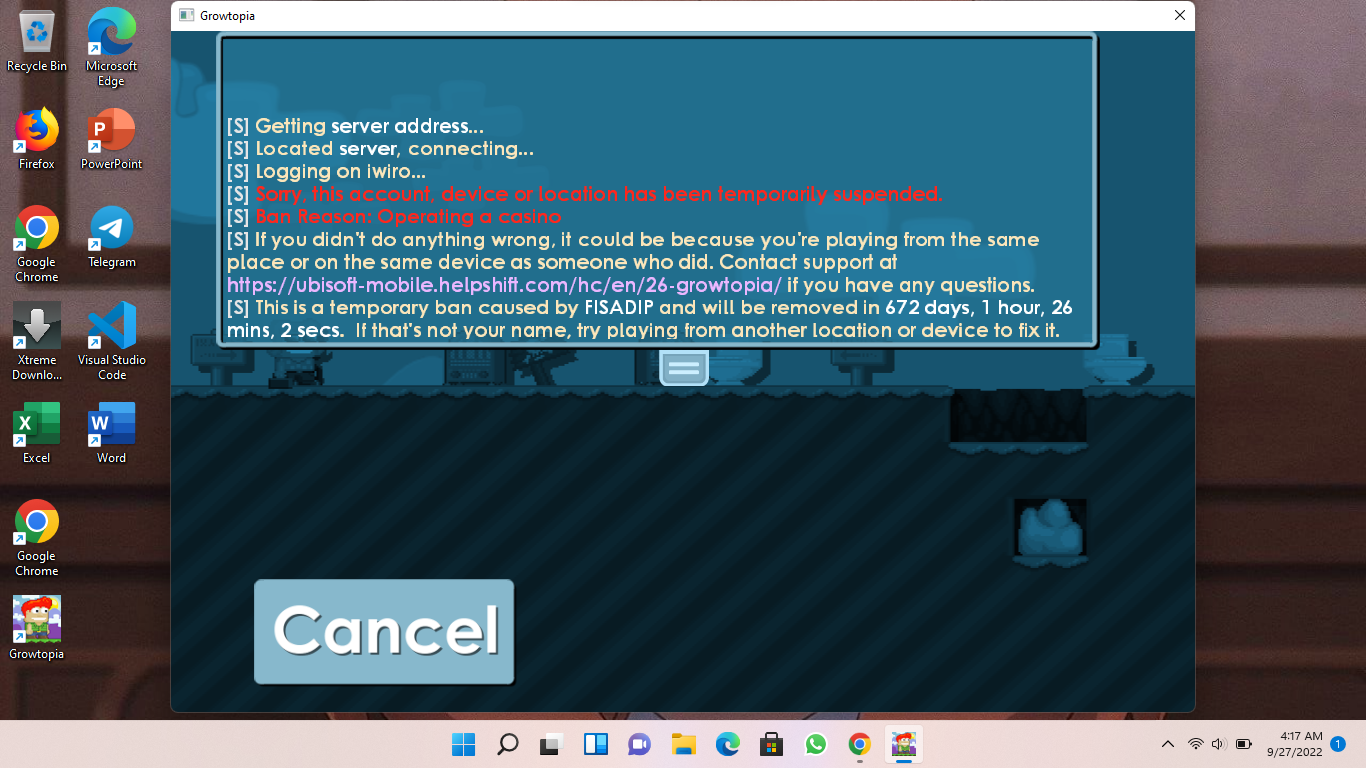 Growtopia
Recycle Bin
Microsoft
Edge
Firefox
PowerPoint
Google
Chrome
Telegram
Xtreme
Downlo...
Visual Studio
Code
Excel
Word
Google
Chrome
Growtopia
[S] Getting server address...
[S] Located server, connecting...
[S] Logging on iwiro...
[S] Sorry, this account, device or location has been temporarily suspended.
[S] Ban Reason: Operating a casino
[S] If you didn't do anything wrong, it could be because you're playing from the same
place or on the same device as someone who did. Contact support at
https://ubisoft-mobile.helpshift.com/hc/en/26-growtopia/ if you have any questions.
[S] This is a temporary ban caused by FISADIP and will be removed in 672 days, 1 hour, 26
mins, 2 secs.  If that's not your name, try playing from another location or device to fix it.
Cancel
4:17 AM
9/27/2022
1